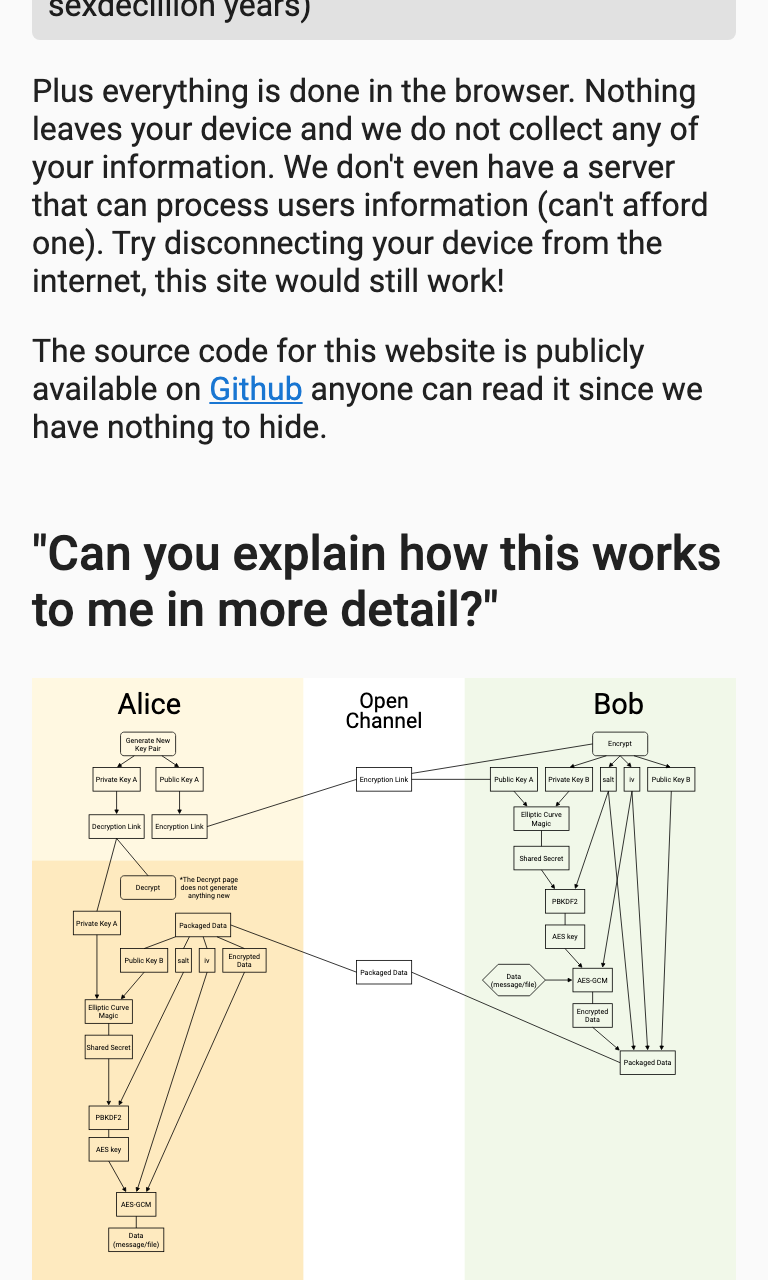 sexdecillion years)
Plus everything is done in the browser. Nothing
leaves your device and we do not collect any of
your information. We don't even have a server
that can process users information (can't afford
one). Try disconnecting your device from the
internet, this site would still work!
The source code for this website is publicly
available on Github anyone can read it since we
have nothing to hide.
"Can you explain how this works
to me in more detail?"
Alice
Generate New
Key Pair
Private Key A
Public Key A
Decryption Link
Encryption Link
Decrypt
*The Decrypt page
does not generate
anything new
Private Key A
Packaged Data
Public Key B
salt
iv
Encrypted
Data
Elliptic Curve
Magic
Shared Secret
PBKDF2
AES key
AES-GCM
Data
(message/file)
Open
Channel
Encryption Link
Packaged Data
Bob
Encrypt
Public Key A
Private Key B
salt
iv
Public Key B
Elliptic Curve
Magic
Shared Secret
PBKDF2
AES key
Data
(message/file)
AES-GCM
Encrypted
Data
Packaged Data